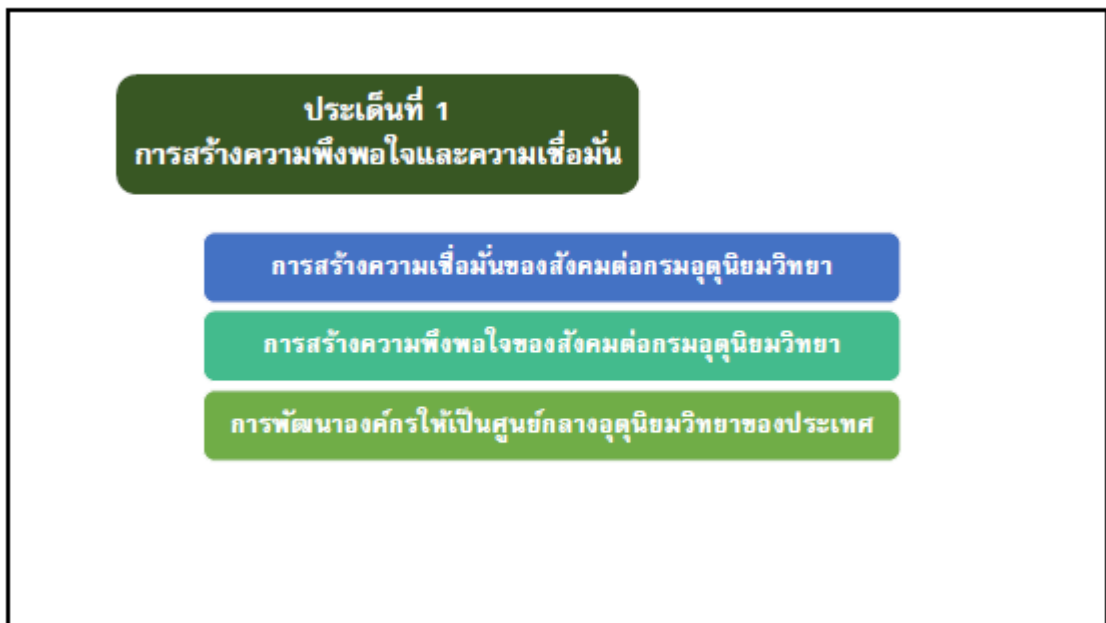 ประเด็นที่ 1
การสร้างความพึงพอใจและความเชื่อมั่น
การสร้างความเชื่อมั่นของสังคมต่อกรมอุตุนิยมวิทยา
การสร้างความพึงพอใจของสังคมต่อกรมอุตุนิยมวิทยา
การพัฒนาองค์กรให้เป็นศูนย์กลางอุตุนิยมวิทยาของประเทศ